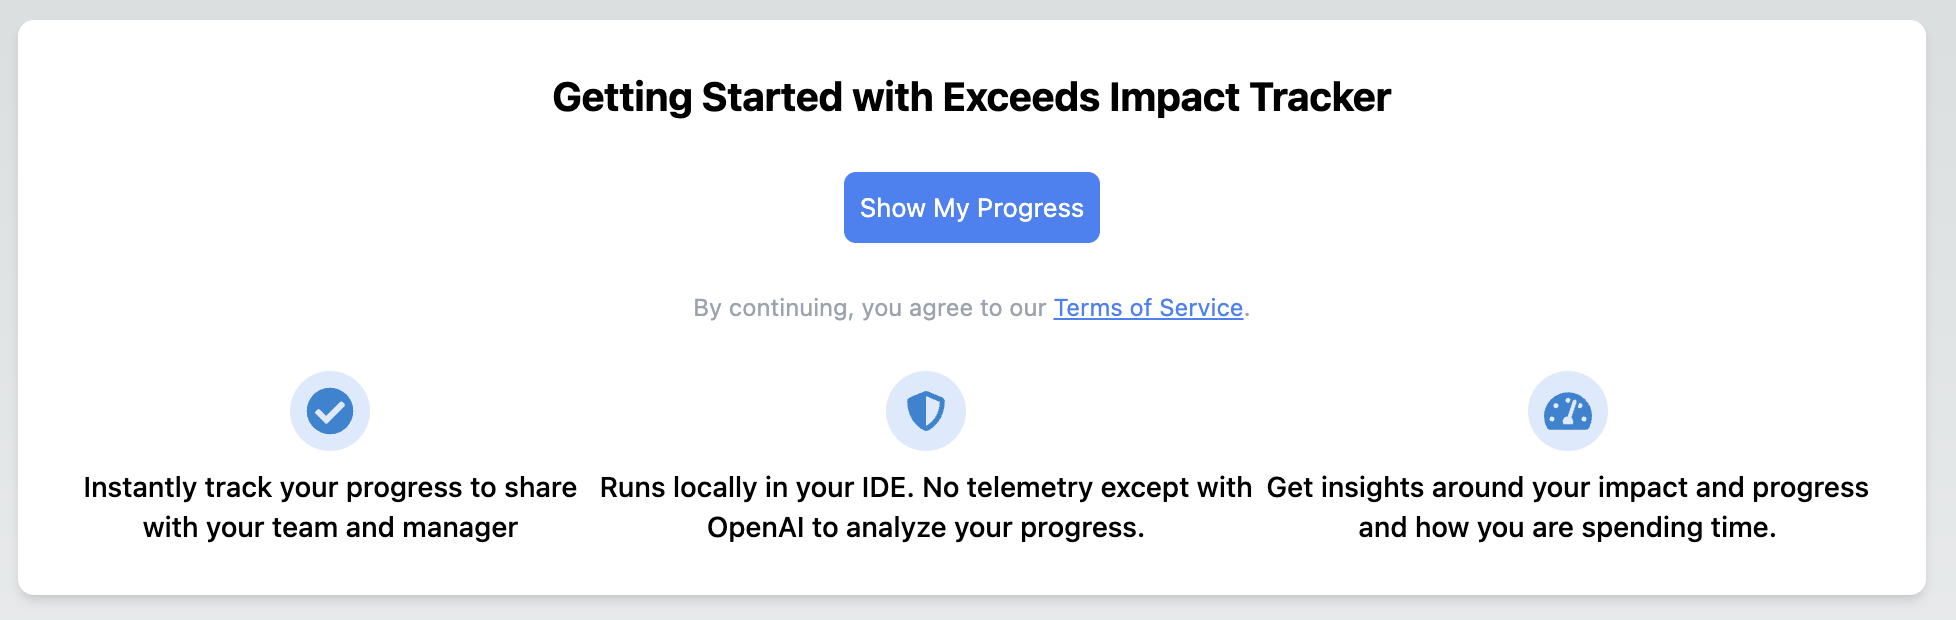 Getting Started with Exceeds Impact Tracker
Show My Progress
By continuing, you agree to our Terms of Service.
Instantly track your progress to share
with your team and manager
Runs locally in your IDE. No telemetry except with
OpenAI to analyze your progress.
Get insights around your impact and progress
and how you are spending time.